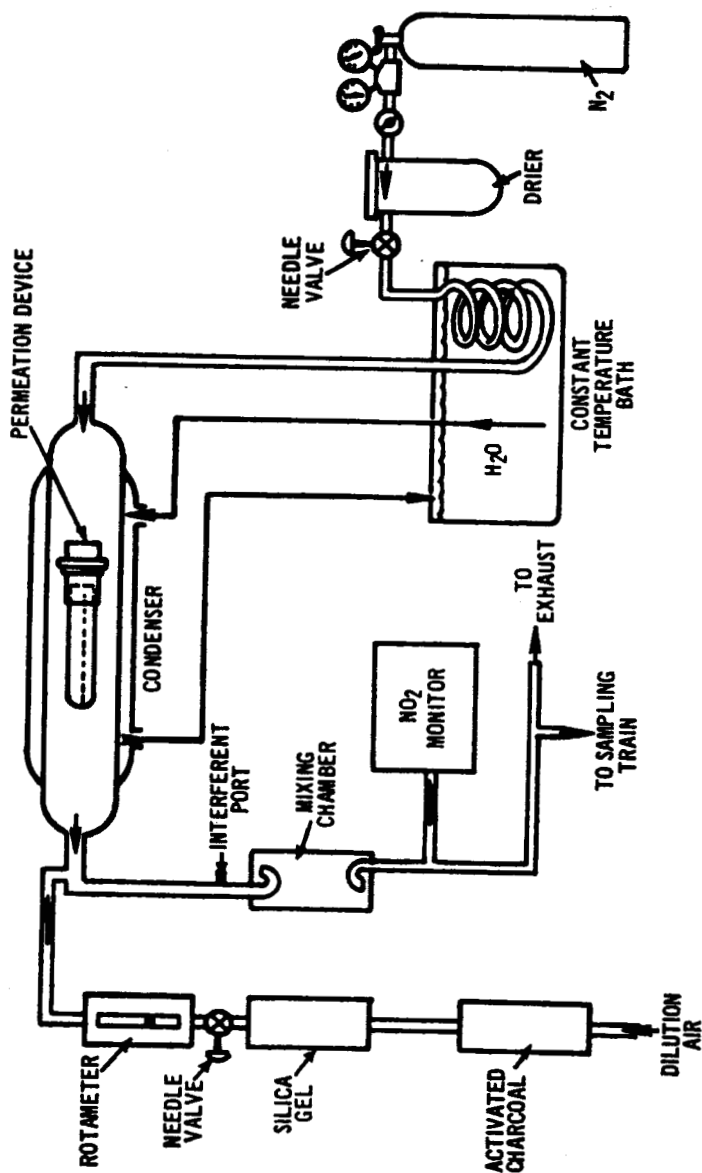 PERMEATION DEVICE
CONDENSER
INTERFERENT
PORT
MIXING
CHAMBER
ROTAMETER
NEEDLE
VALVE
SILICA
GEL
ACTIVATED
CHARCOAL
DILUTION
AIR
NO2
MONITOR
TO
EXHAUST
TO SAMPLING
TRAIN
H2O
CONSTANT
TEMPERATURE
BATH
NEEDLE
VALVE
DRIER
N2